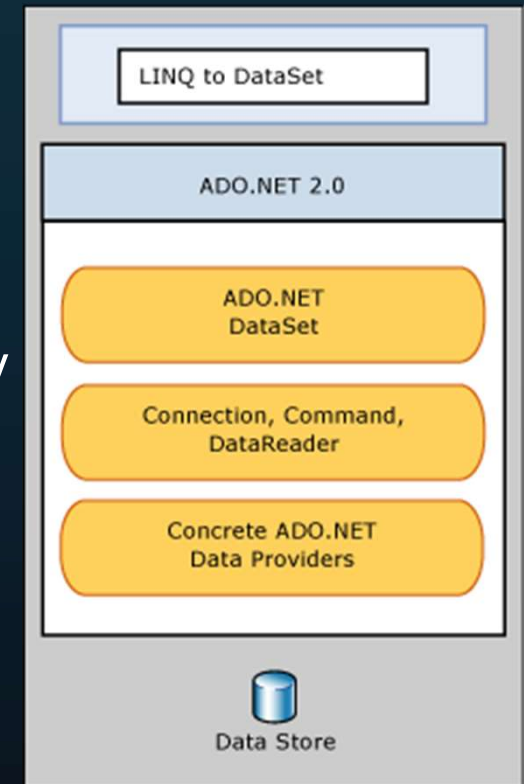 LINQ to DataSet
ADO.NET 2.0
ADO.NET
DataSet
Connection, Command,
DataReader
Concrete ADO.NET
Data Providers
Data Store